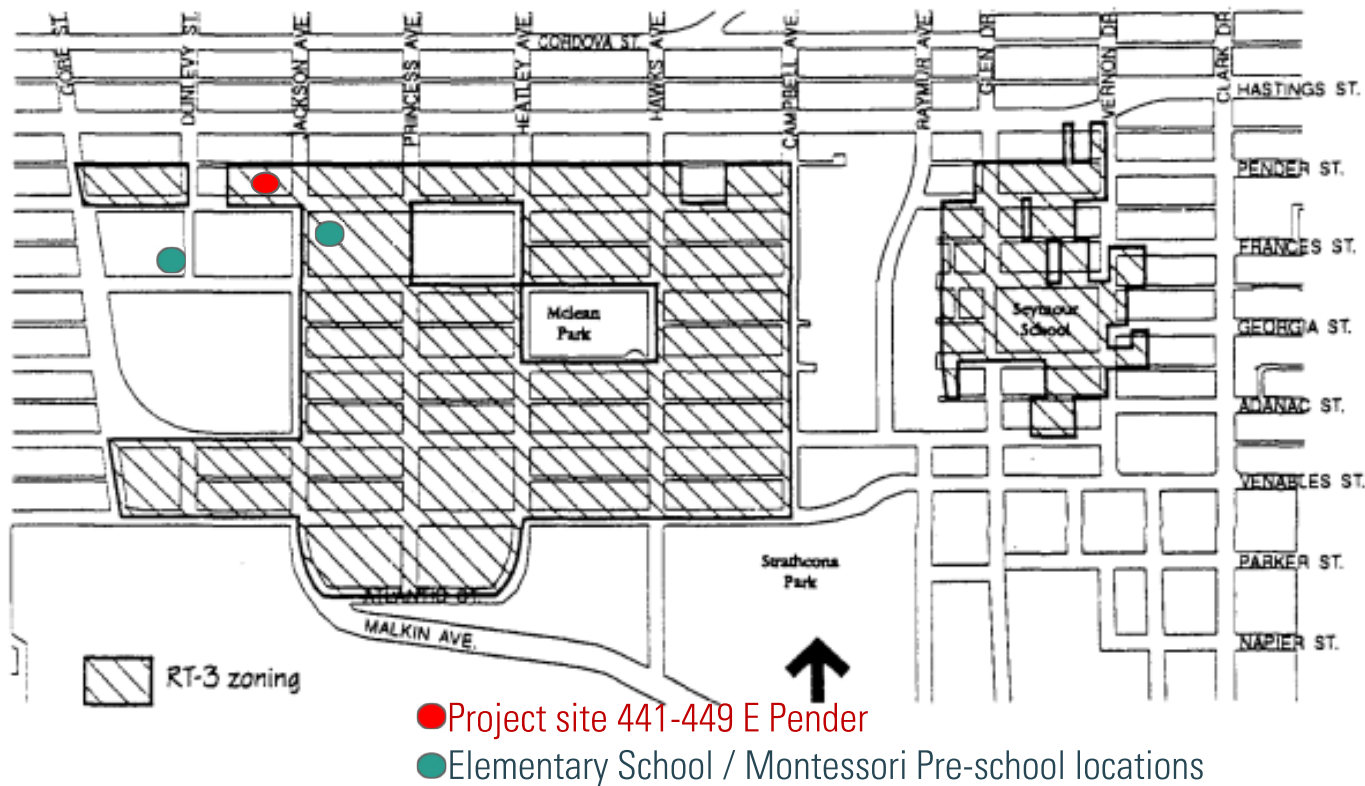 GORE ST.
DUNLEVY ST.
JACKSON AVE.
PRINCESS AVE.
HEATLEY AVE.
HAWKS AVE.
CAMPBELL AVE.
RAYMUR AVE.
GLEN DR.
VERNON DR.
CLARK DR.
CORDOVA ST.
HASTINGS ST.
PENDER ST.
FRANCES ST.
Mclean
Park
Seymour
School
GEORGIA ST.
ADANAC ST.
VENABLES ST.
Strathcona
Park
PARKER ST.
ATLANTIC ST.
MALKIN AVE.
NAPIER ST.
RT-3 zoning
Project site 441-449 E Pender
Elementary School / Montessori Pre-school locations